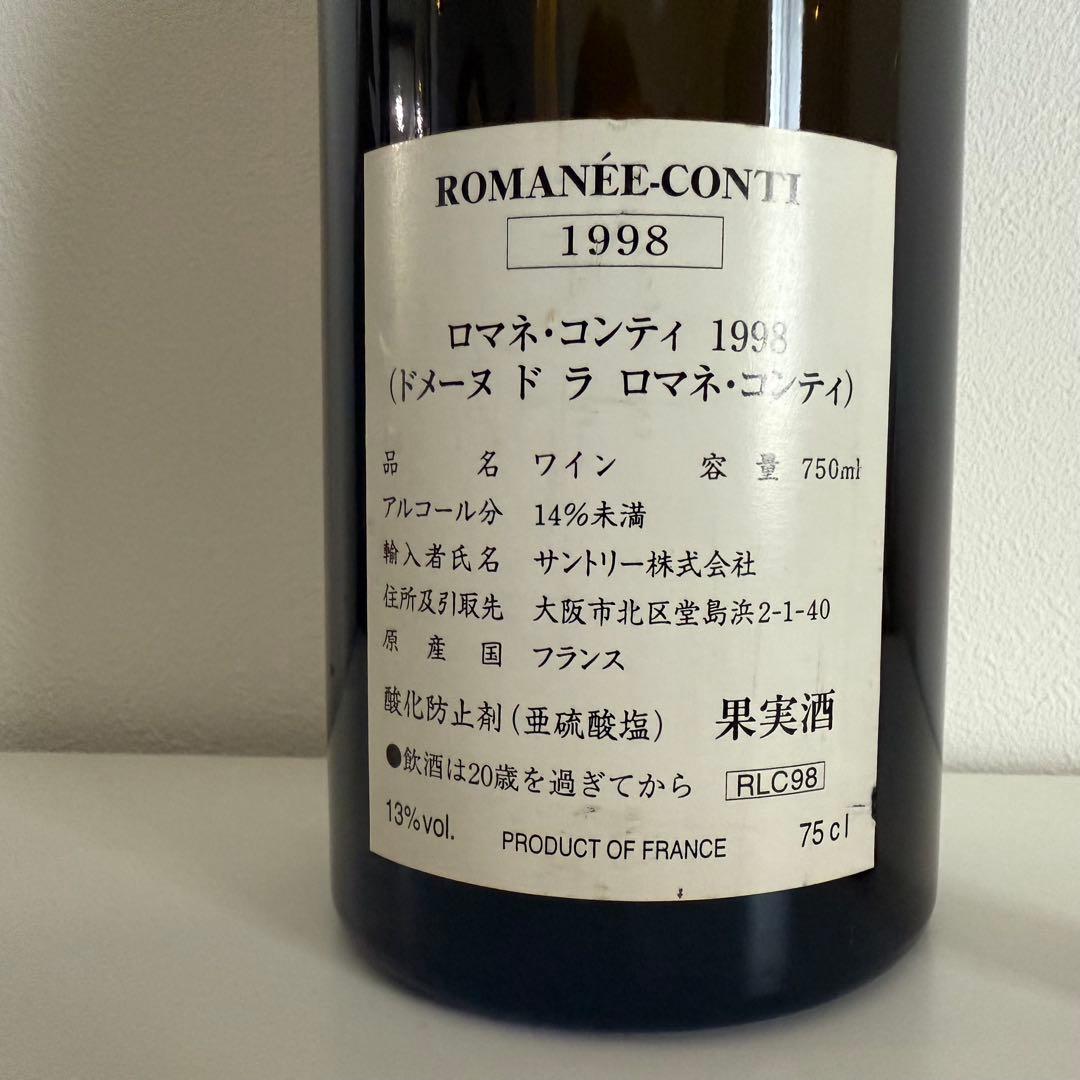 ROMANÉE-CONTI
1998
ロマネ・コンティ 1998
(ドメーヌ ド ラ ロマネ・コンティ)
品名 ワイン 容量 750ml
アルコール分 14%未満
輸入者氏名 サントリー株式会社
住所及引取先 大阪市北区堂島浜2-1-40
原産国 フランス
酸化防止剤(亜硫酸塩) 果実酒
●飲酒は20歳を過ぎてから RLC98
13%vol. PRODUCT OF FRANCE 75cl